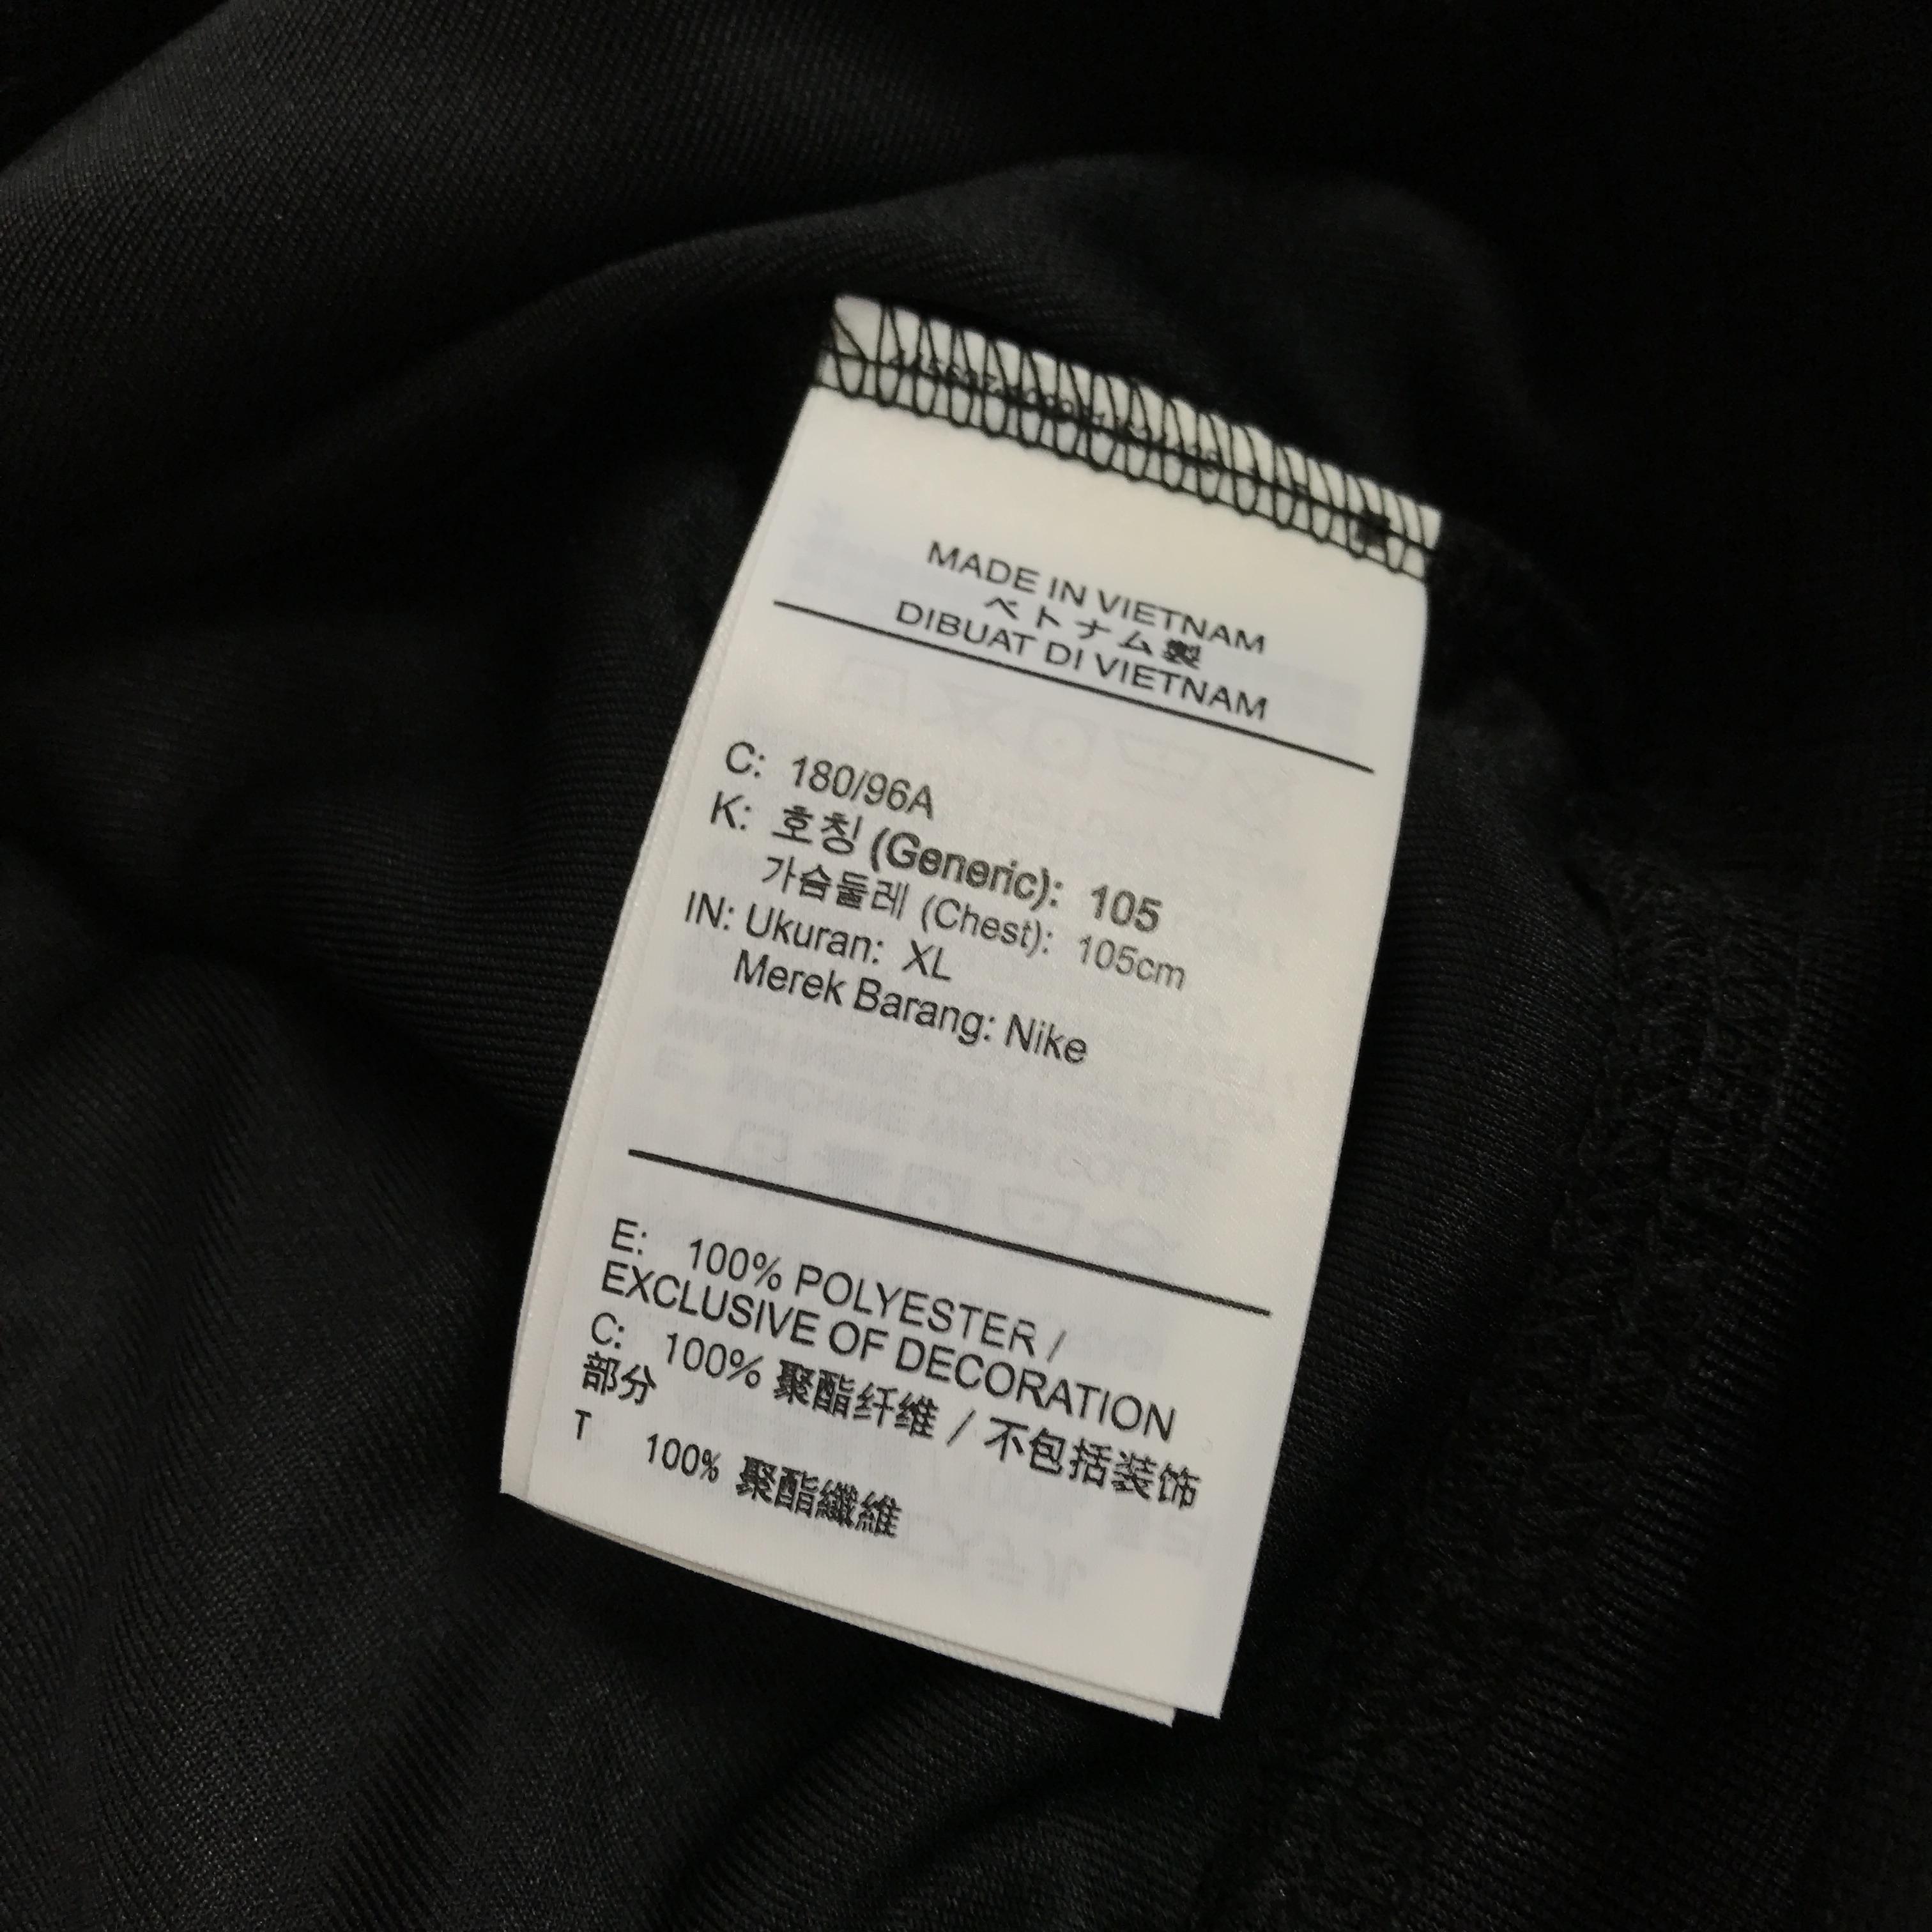 MADE IN VIETNAM
ベトナム製
DIBUAT DI VIETNAM
C: 180/96A
K: 호칭 (Generic): 105
가슴둘레 (Chest): 105cm
IN: Ukuran: XL
Merek Barang: Nike
E: 100% POLYESTER /
EXCLUSIVE OF DECORATION
C: 100% 聚酯纤维 / 不包括装饰
部分
T 100% 聚酯纖維